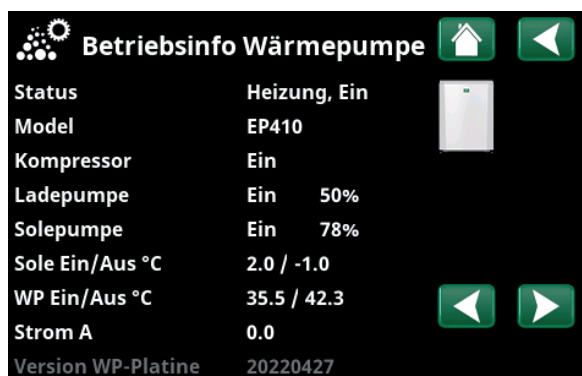 Betriebsinfo Wärmepumpe
Status Heizung, Ein
Model EP410
Kompressor Ein
Ladepumpe Ein 50%
Solepumpe Ein 78%
Sole Ein/Aus °C 2.0 / -1.0
WP Ein/Aus °C 35.5 / 42.3
Strom A 0.0
Version WP-Platine 20220427